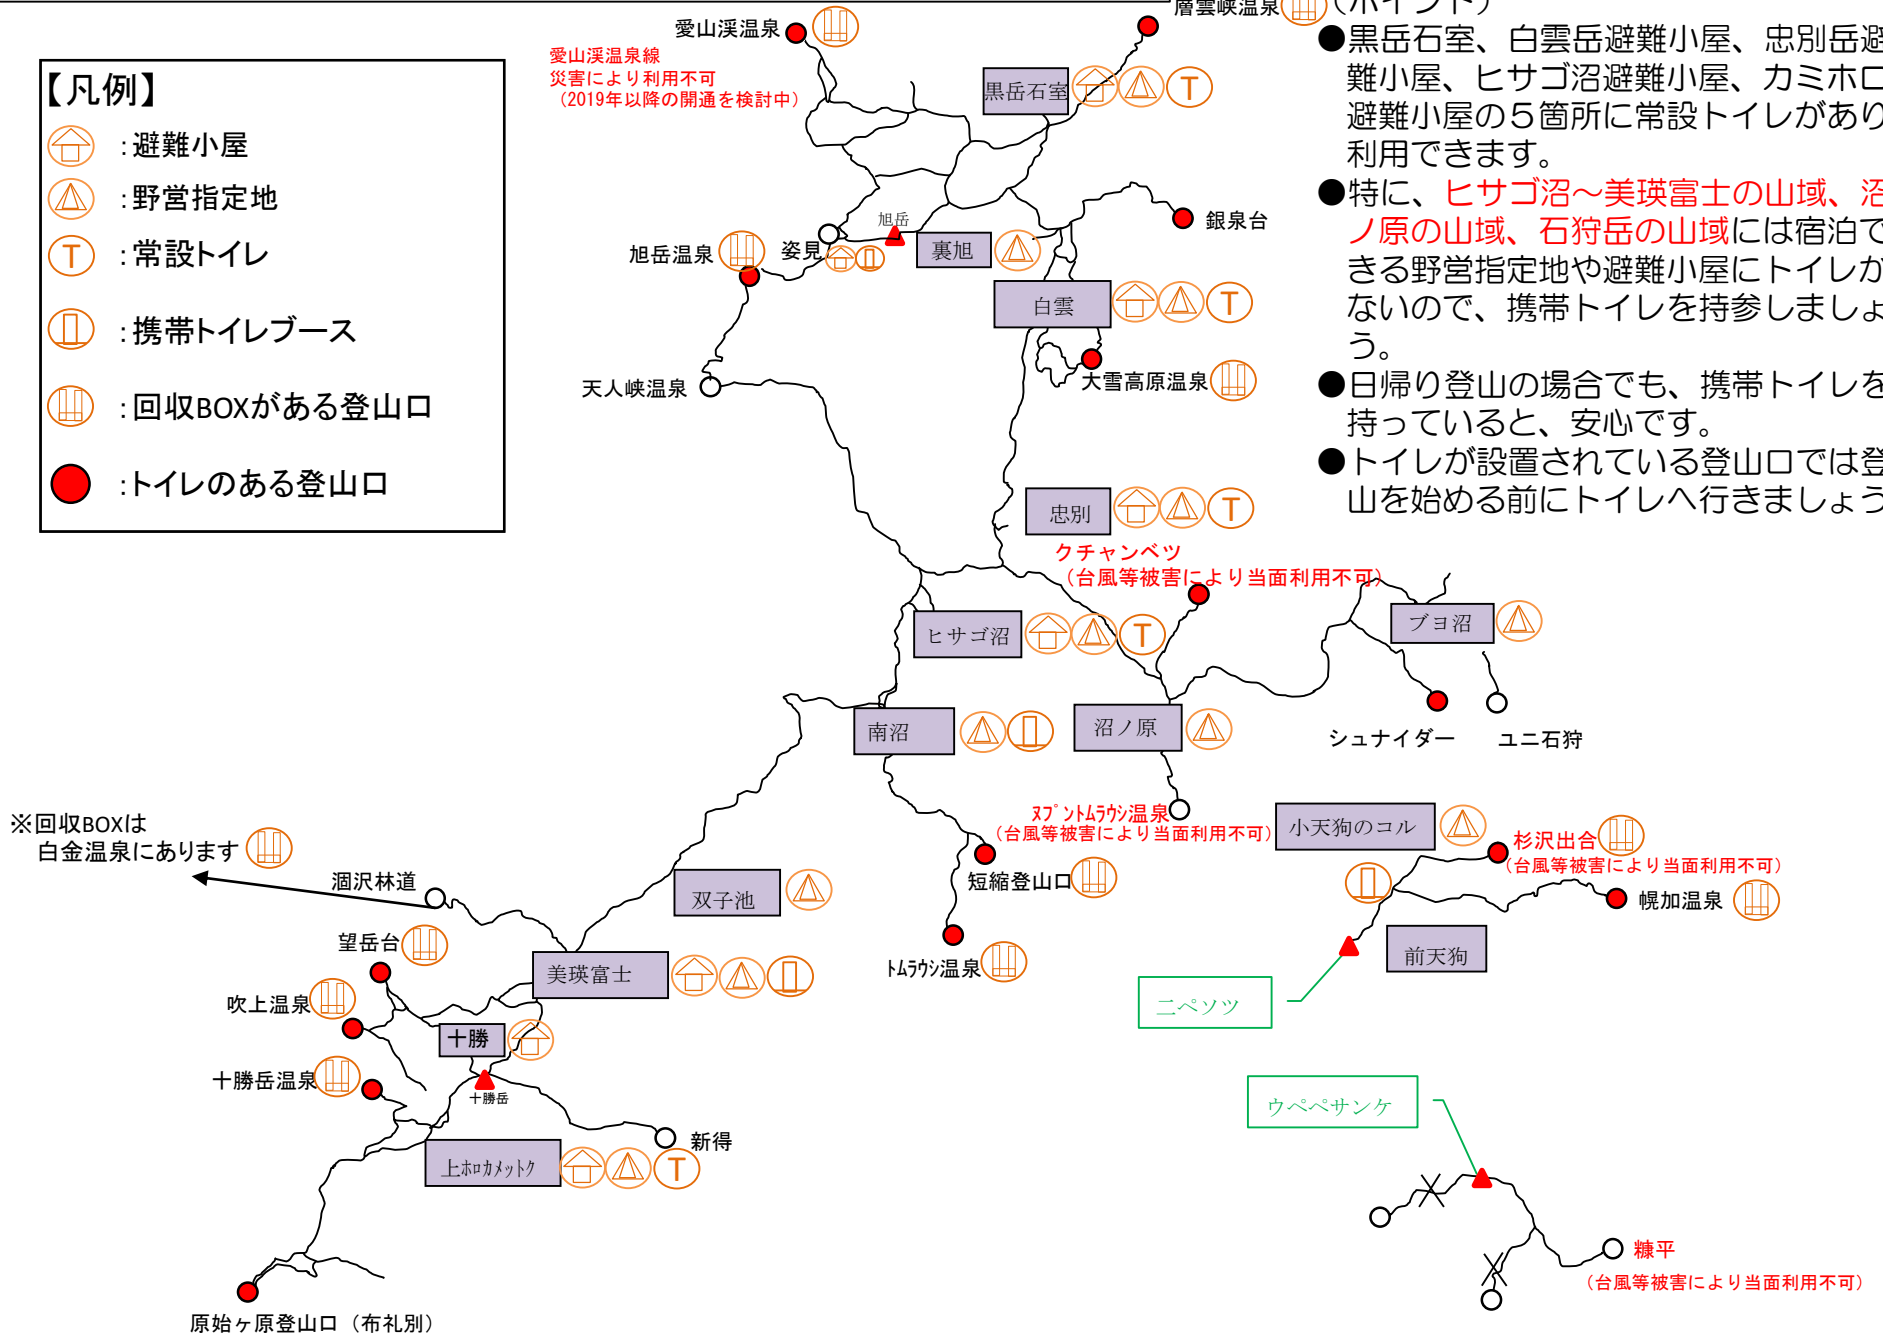 【凡例】
：避難小屋
：野営指定地
：常設トイレ
：携帯トイレブース
：回収BOXがある登山口
：トイレのある登山口
愛山渓温泉
愛山渓温泉線
災害により利用不可
（2019年以降の開通を検討中）
層雲峡温泉
（ポイント）
●黒岳石室、白雲岳避難小屋、忠別岳避
難小屋、ヒサゴ沼避難小屋、カミホロ
避難小屋の５箇所に常設トイレがあり
利用できます。
●特に、ヒサゴ沼～美瑛富士の山域、沼
ノ原の山域、石狩岳の山域には宿泊で
きる野営指定地や避難小屋にトイレが
ないので、携帯トイレを持参しましょ
う。
●日帰り登山の場合でも、携帯トイレを
持っていると、安心です。
●トイレが設置されている登山口では登
山を始める前にトイレへ行きましょう
黒岳石室
T
銀泉台
旭岳
姿見
旭岳温泉
裏旭
白雲
T
大雪高原温泉
天人峡温泉
忠別
T
クチャンベツ
（台風等被害により当面利用不可）
ヒサゴ沼
T
ブヨ沼
南沼
沼ノ原
シュナイダー
ユニ石狩
ﾇﾌﾟﾝﾄﾑﾗｳｼ温泉
（台風等被害により当面利用不可）
小天狗のコル
杉沢出合
（台風等被害により当面利用不可）
幌加温泉
前天狗
ニペソツ
※回収BOXは
白金温泉にあります
涸沢林道
双子池
短縮登山口
ﾄﾑﾗｳｼ温泉
望岳台
美瑛富士
吹上温泉
十勝
十勝岳温泉
十勝岳
新得
上ﾎﾛｶﾒｯﾄｸ
T
ウペペサンケ
糠平
（台風等被害により当面利用不可）
原始ヶ原登山口（布礼別）